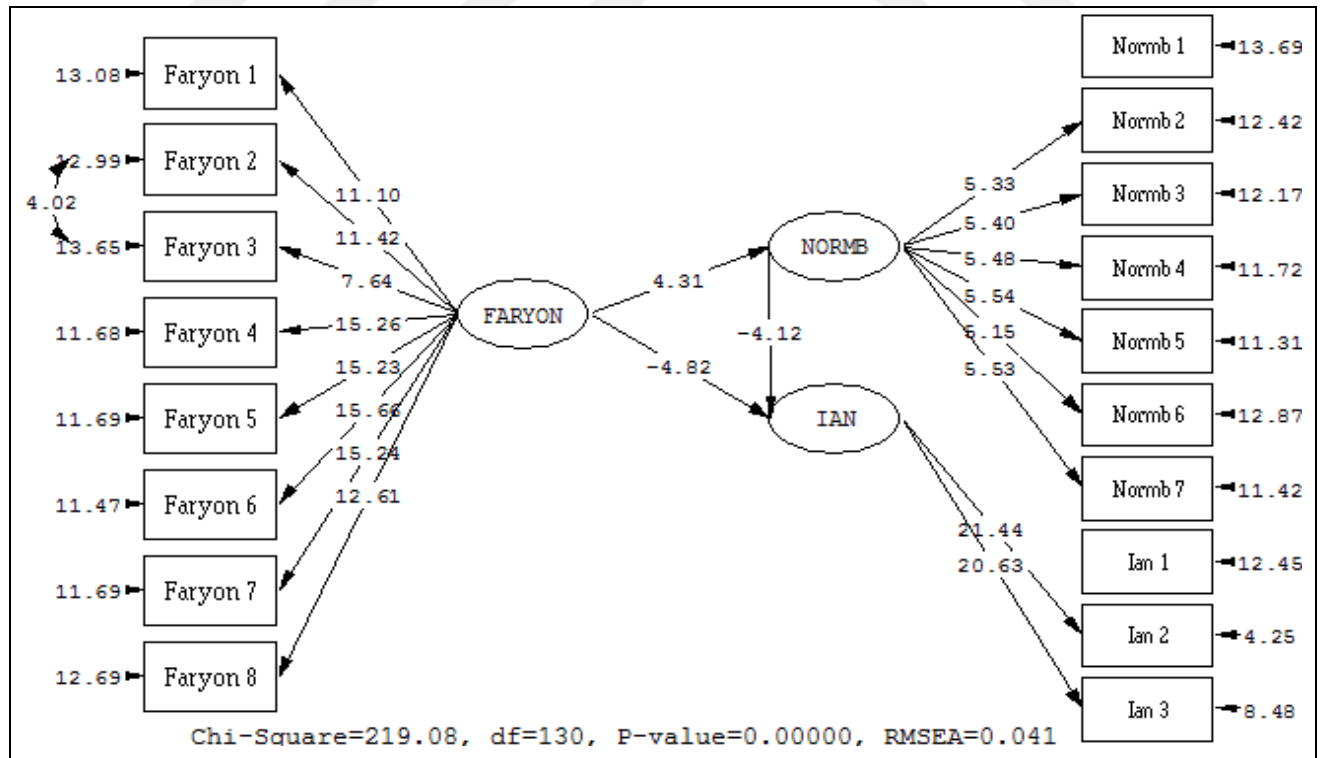 13.08 Faryon 1
12.99 Faryon 2
4.02
13.65 Faryon 3
11.68 Faryon 4
11.69 Faryon 5
11.47 Faryon 6
11.69 Faryon 7
12.69 Faryon 8
11.10
11.42
7.64
15.26
15.23
15.66
15.24
12.61
FARYON
4.31
-4.82
-4.12
NORMB
IAN
5.33
5.40
5.48
5.54
5.15
5.53
21.44
20.63
Normb 1 13.69
Normb 2 12.42
Normb 3 12.17
Normb 4 11.72
Normb 5 11.31
Normb 6 12.87
Normb 7 11.42
Ian 1 12.45
Ian 2 4.25
Ian 3 8.48
Chi-Square=219.08, df=130, P-value=0.00000, RMSEA=0.041